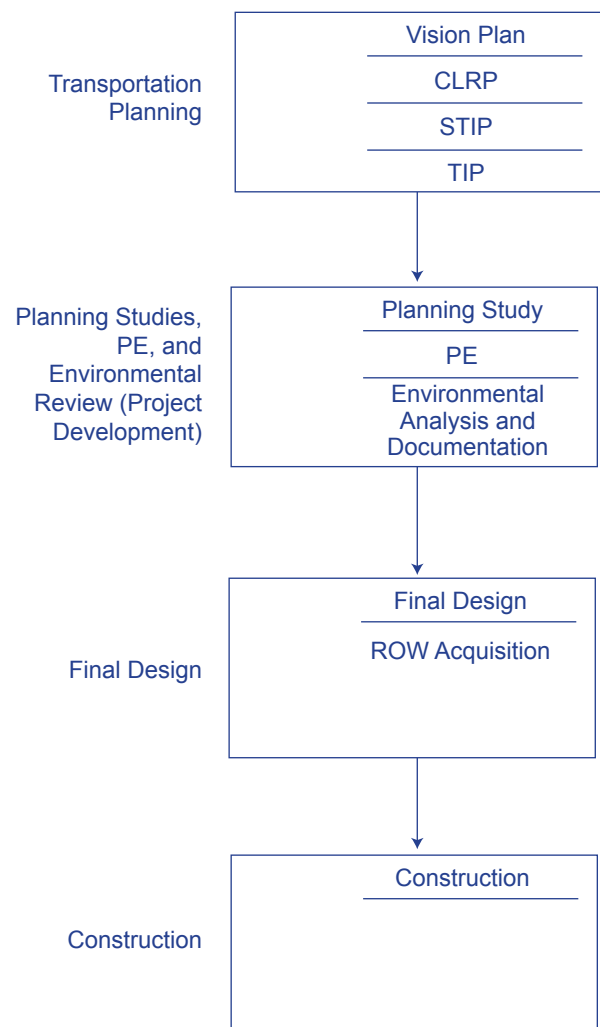 Transportation
Planning
Vision Plan
CLRP
STIP
TIP
Planning Studies,
PE, and
Environmental
Review (Project
Development)
Planning Study
PE
Environmental
Analysis and
Documentation
Final Design
Final Design
ROW Acquisition
Construction
Construction